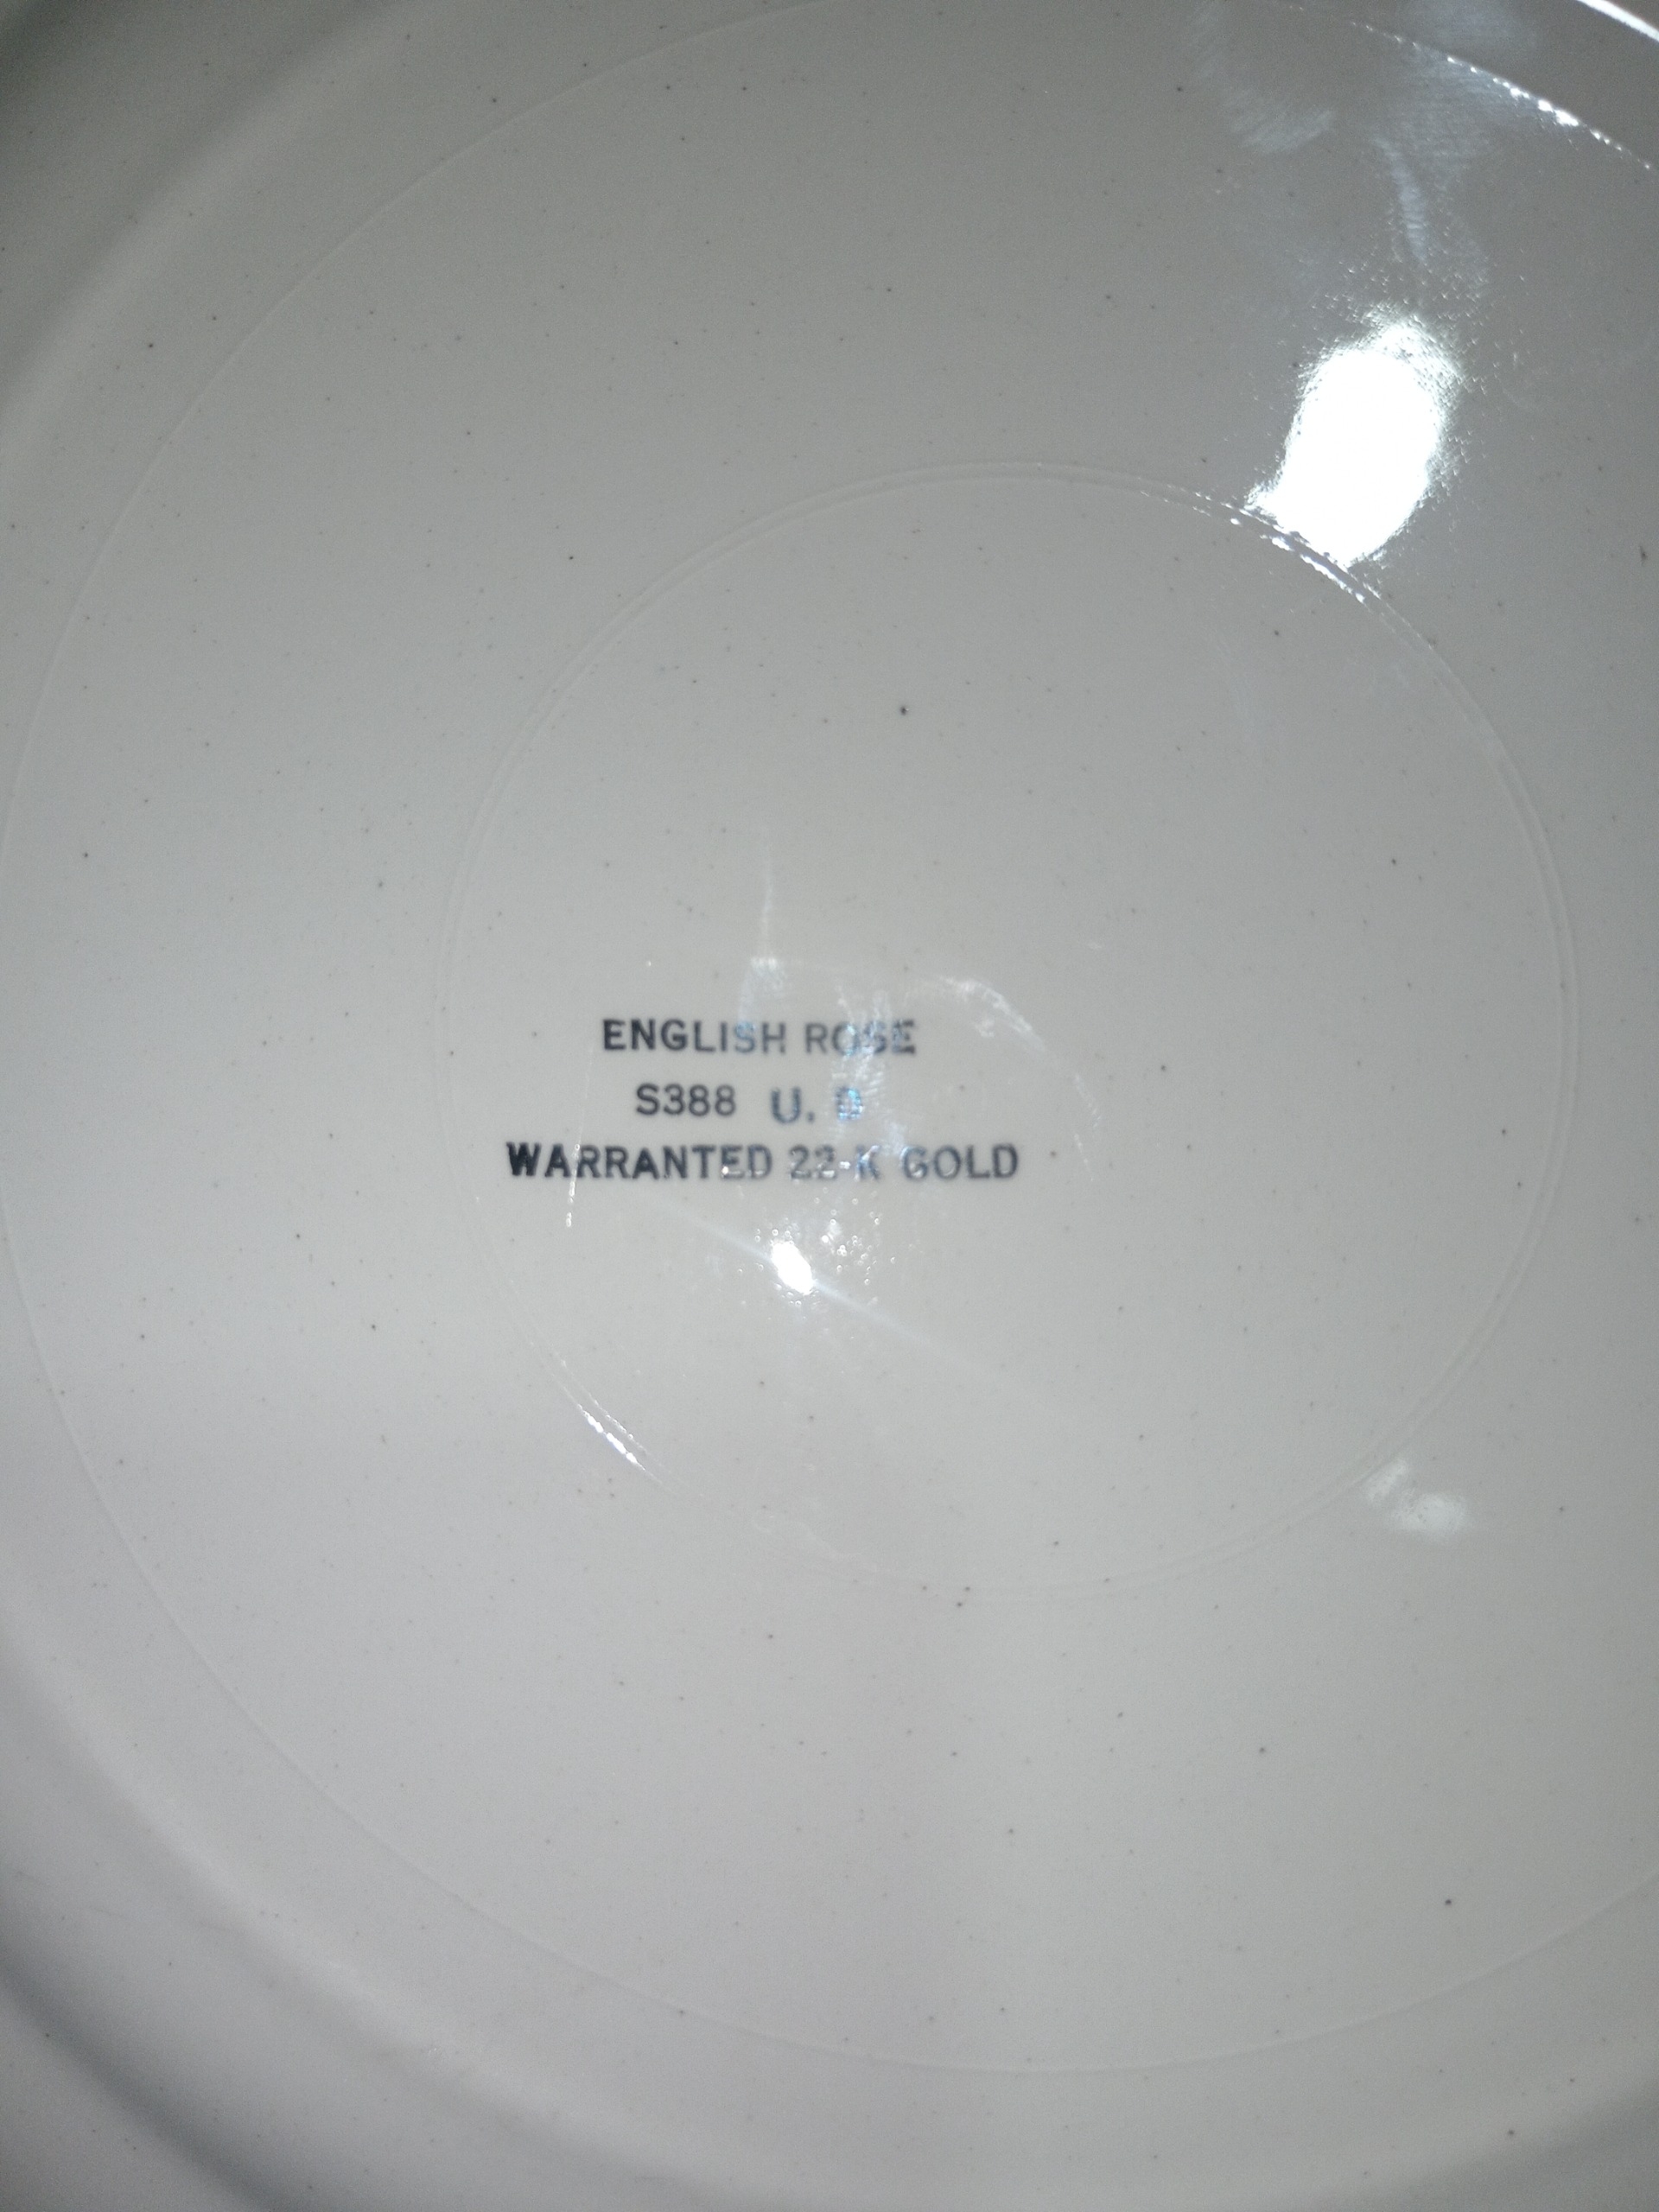 ENGLISH ROSE
S388 U. D
WARRANTED 22-K GOLD